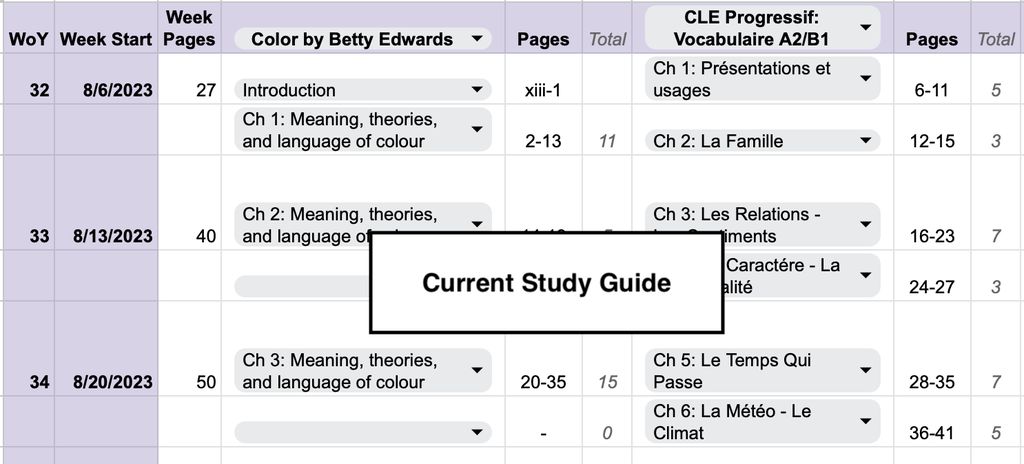 Week CLE Progressif:
WoY Week Start Pages Color by Betty Edwards Pages Total Vocabulaire A2/B1 Pages Total
Ch 1: Présentations et
32 8/6/2023 27 Introduction xiii-1 usages 6-11 5
Ch 1: Meaning, theories,
and language of colour 2-13 11 Ch 2: La Famille 12-15 3
Ch 2: Meaning, theories, Ch 3: Les Relations -
33 8/13/2023 40 and language of iments 16-23 7
Caractére - La
alité 24-27 3
Current Study Guide
Ch 3: Meaning, theories, Ch 5: Le Temps Qui
34 8/20/2023 50 and language of colour 20-35 15 Passe 28-35 7
Ch 6: La Météo - Le
- 0 Climat 36-41 5